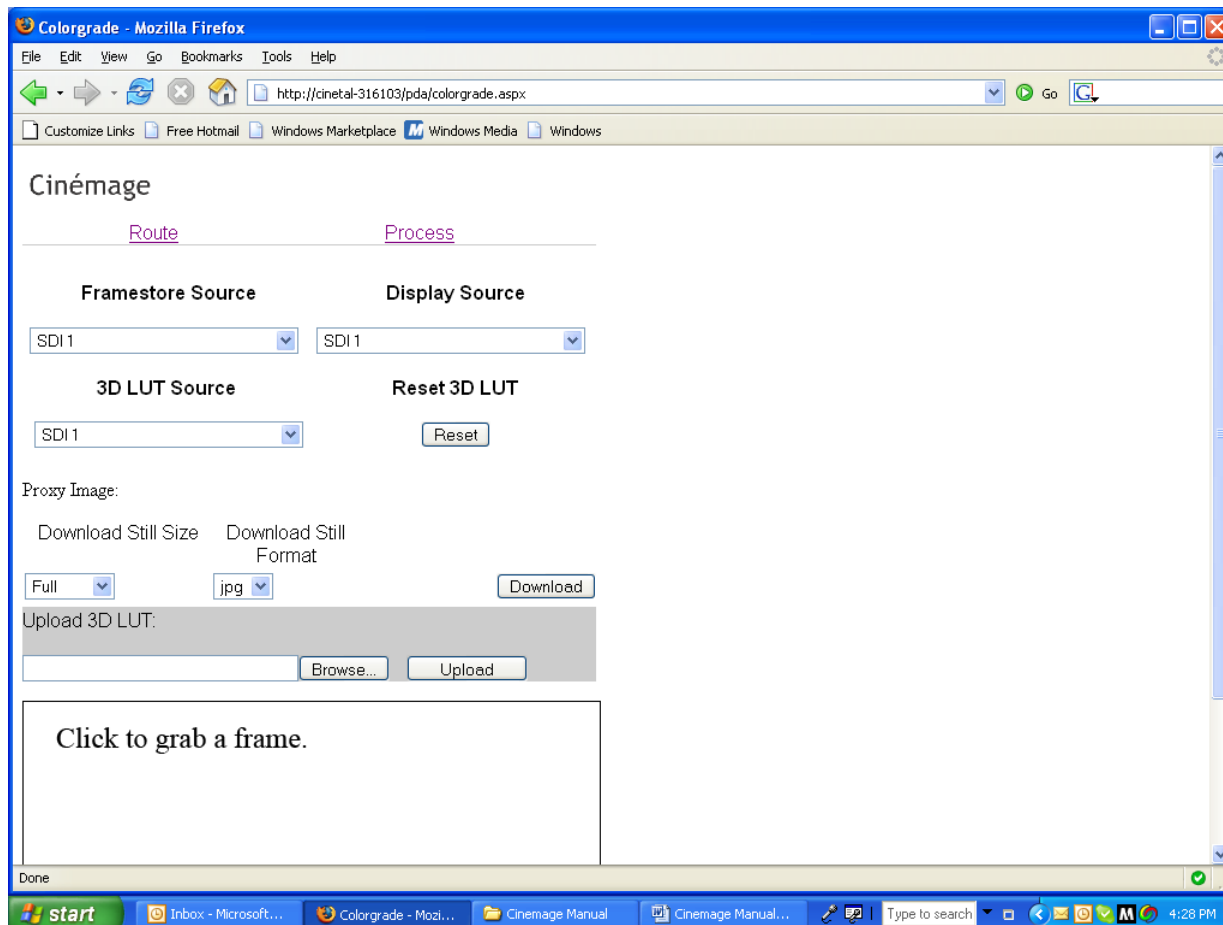 Colorgrade - Mozilla Firefox
File Edit View Go Bookmarks Tools Help
http://cinetal-316103/pda/colorgrade.aspx Go G
Customize Links Free Hotmail Windows Marketplace Windows Media Windows
Cinémage
Route Process
Framestore Source Display Source
SDI 1 SDI 1
3D LUT Source Reset 3D LUT
SDI 1 Reset
Proxy Image:
Download Still Size Download Still
Format
Full jpg Download
Upload 3D LUT:
Browse... Upload
Click to grab a frame.
Done
start Inbox - Microsoft... Colorgrade - Mozi... Cinemage Manual Cinemage Manual... Type to search M 4:28 PM